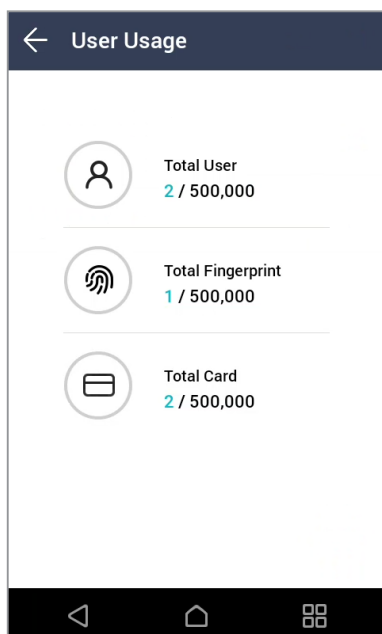 User Usage
Total User
2 / 500,000
Total Fingerprint
1 / 500,000
Total Card
2 / 500,000